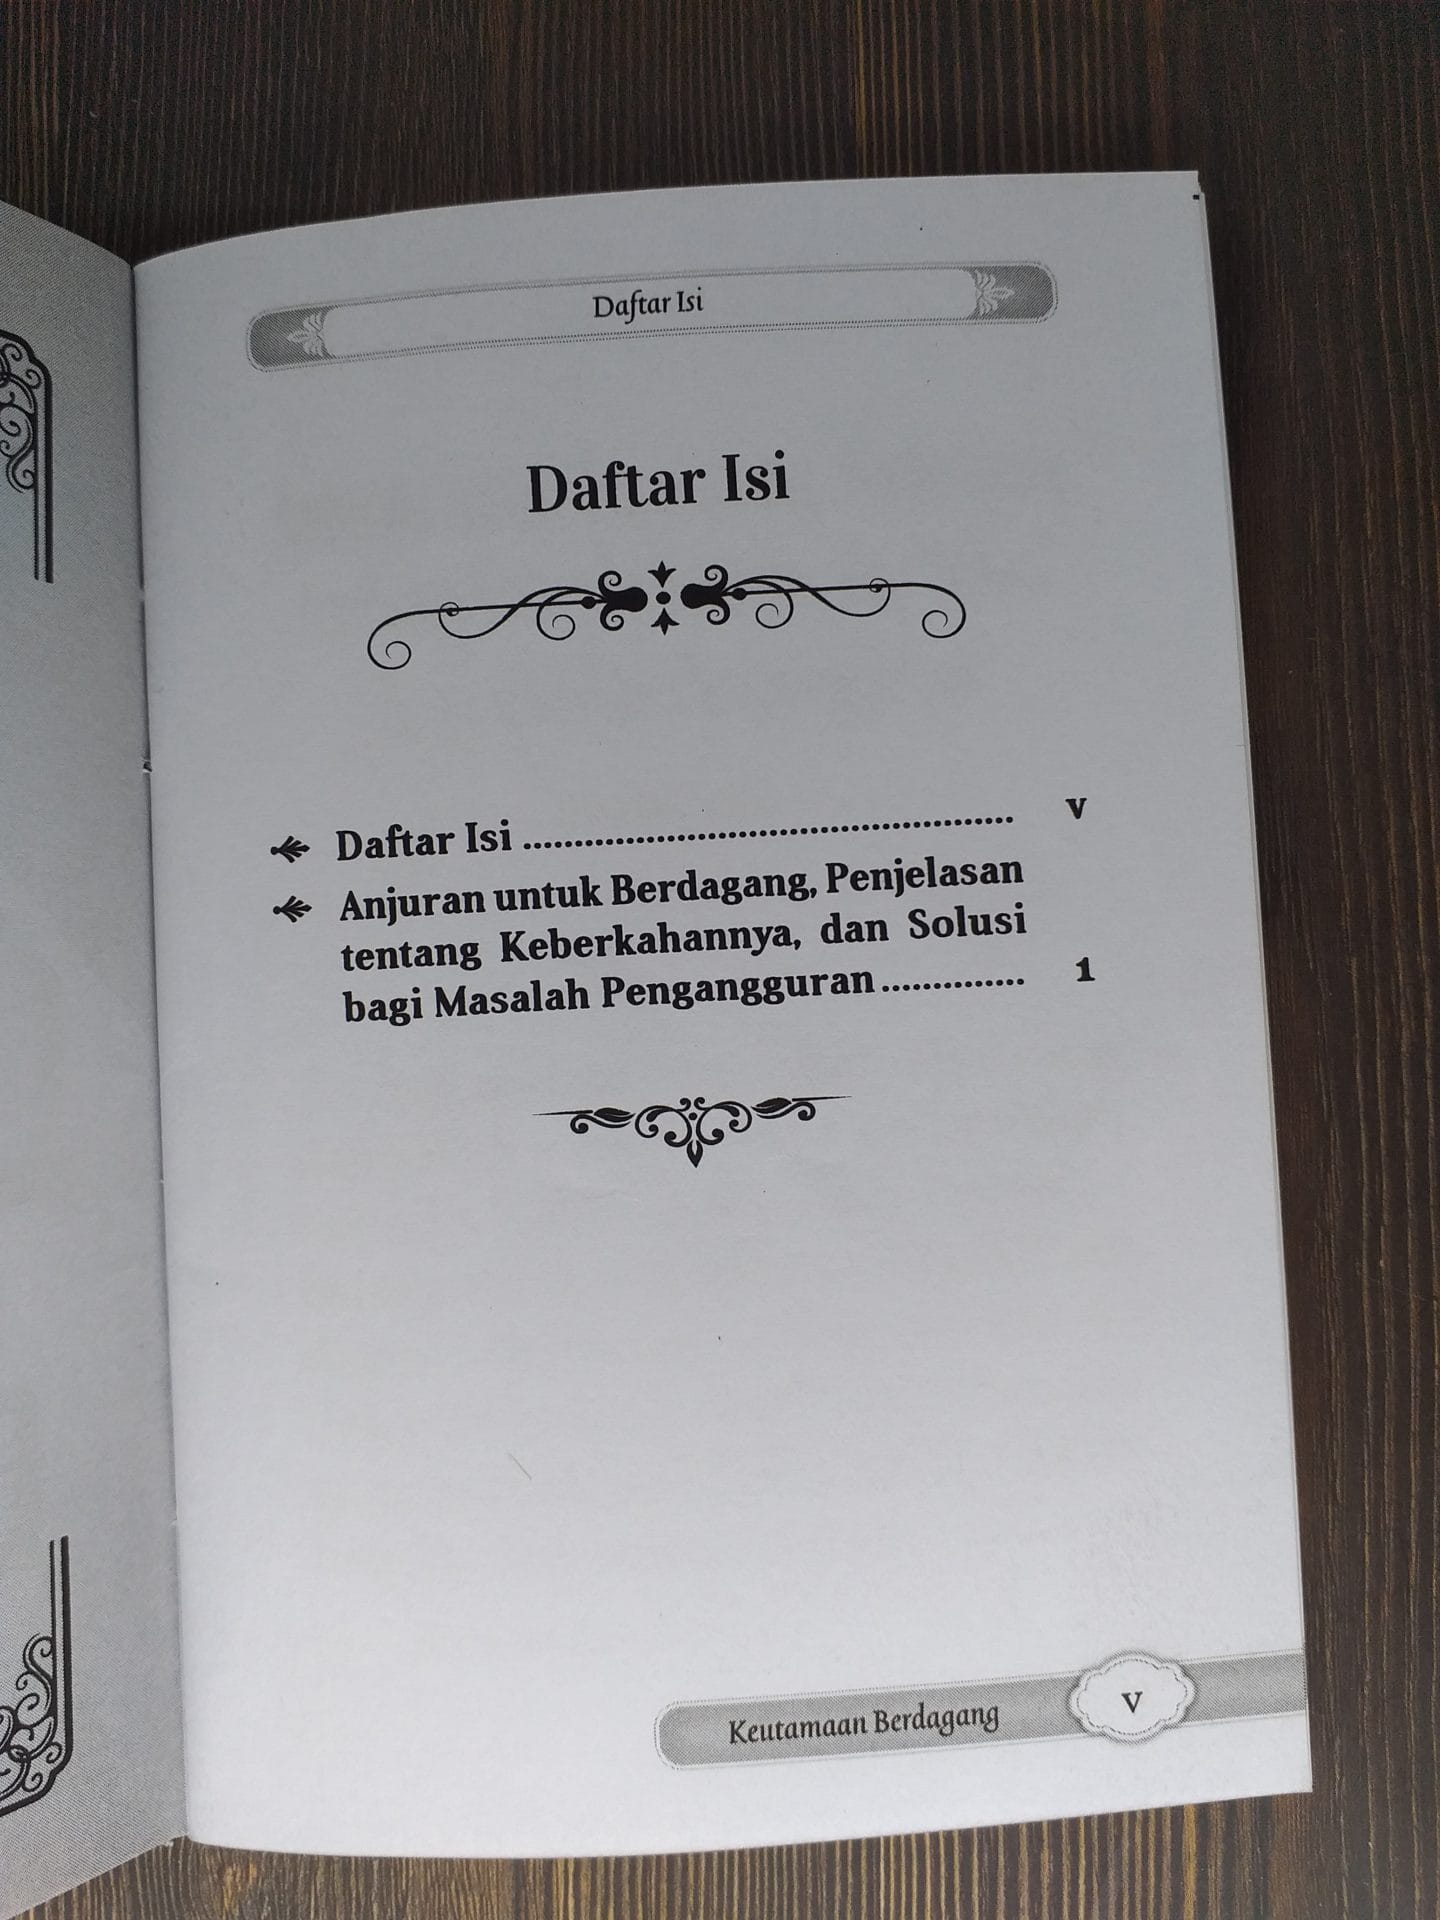 Daftar Isi
Daftar Isi
Daftar Isi .......................................................... v
Anjuran untuk Berdagang, Penjelasan
tentang Keberkahannya, dan Solusi
bagi Masalah Pengangguran .............. 1
Keutamaan Berdagang v